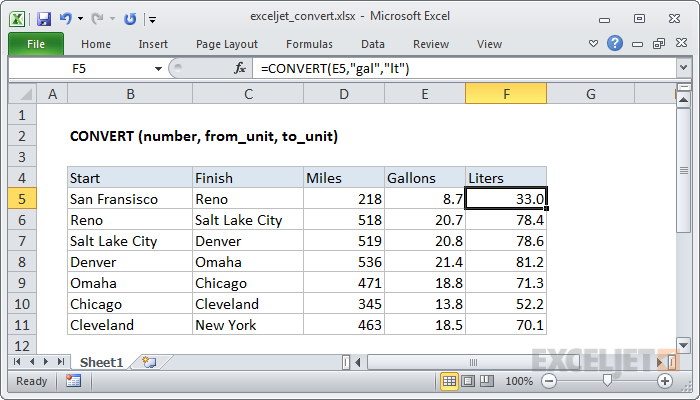 exceljet_convert.xlsx - Microsoft Excel
File Home Insert Page Layout Formulas Data Review View
F5 fx =CONVERT(E5,"gal","lt")
A B C D E F G
1
2 CONVERT (number, from_unit, to_unit)
3
4 Start Finish Miles Gallons Liters
5 San Fransisco Reno 218 8.7 33.0
6 Reno Salt Lake City 518 20.7 78.4
7 Salt Lake City Denver 519 20.8 78.6
8 Denver Omaha 536 21.4 81.2
9 Omaha Chicago 471 18.8 71.3
10 Chicago Cleveland 345 13.8 52.2
11 Cleveland New York 463 18.5 70.1
12
Sheet1
EXCELJET
Ready 100%